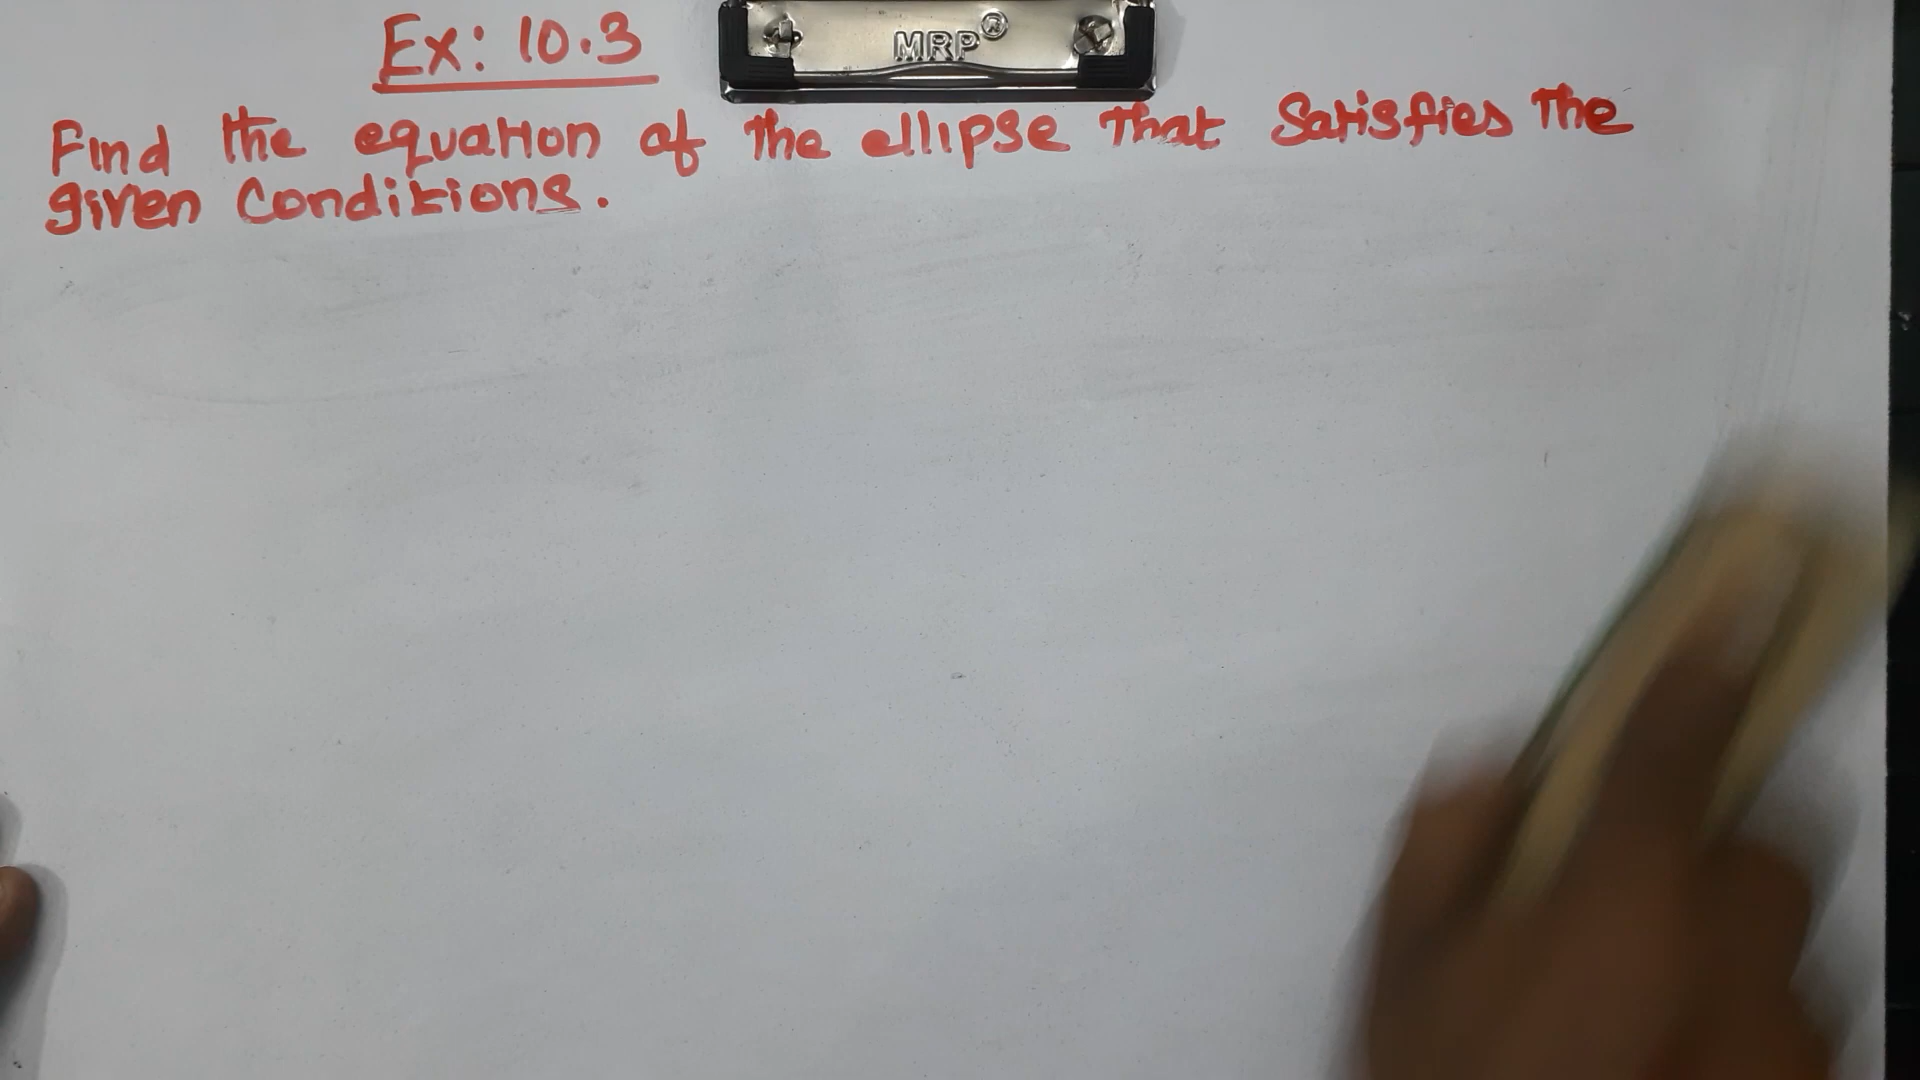 Ex: 10.3
MRP®
Find the equation of the ellipse That Satisfies The
given Conditions.